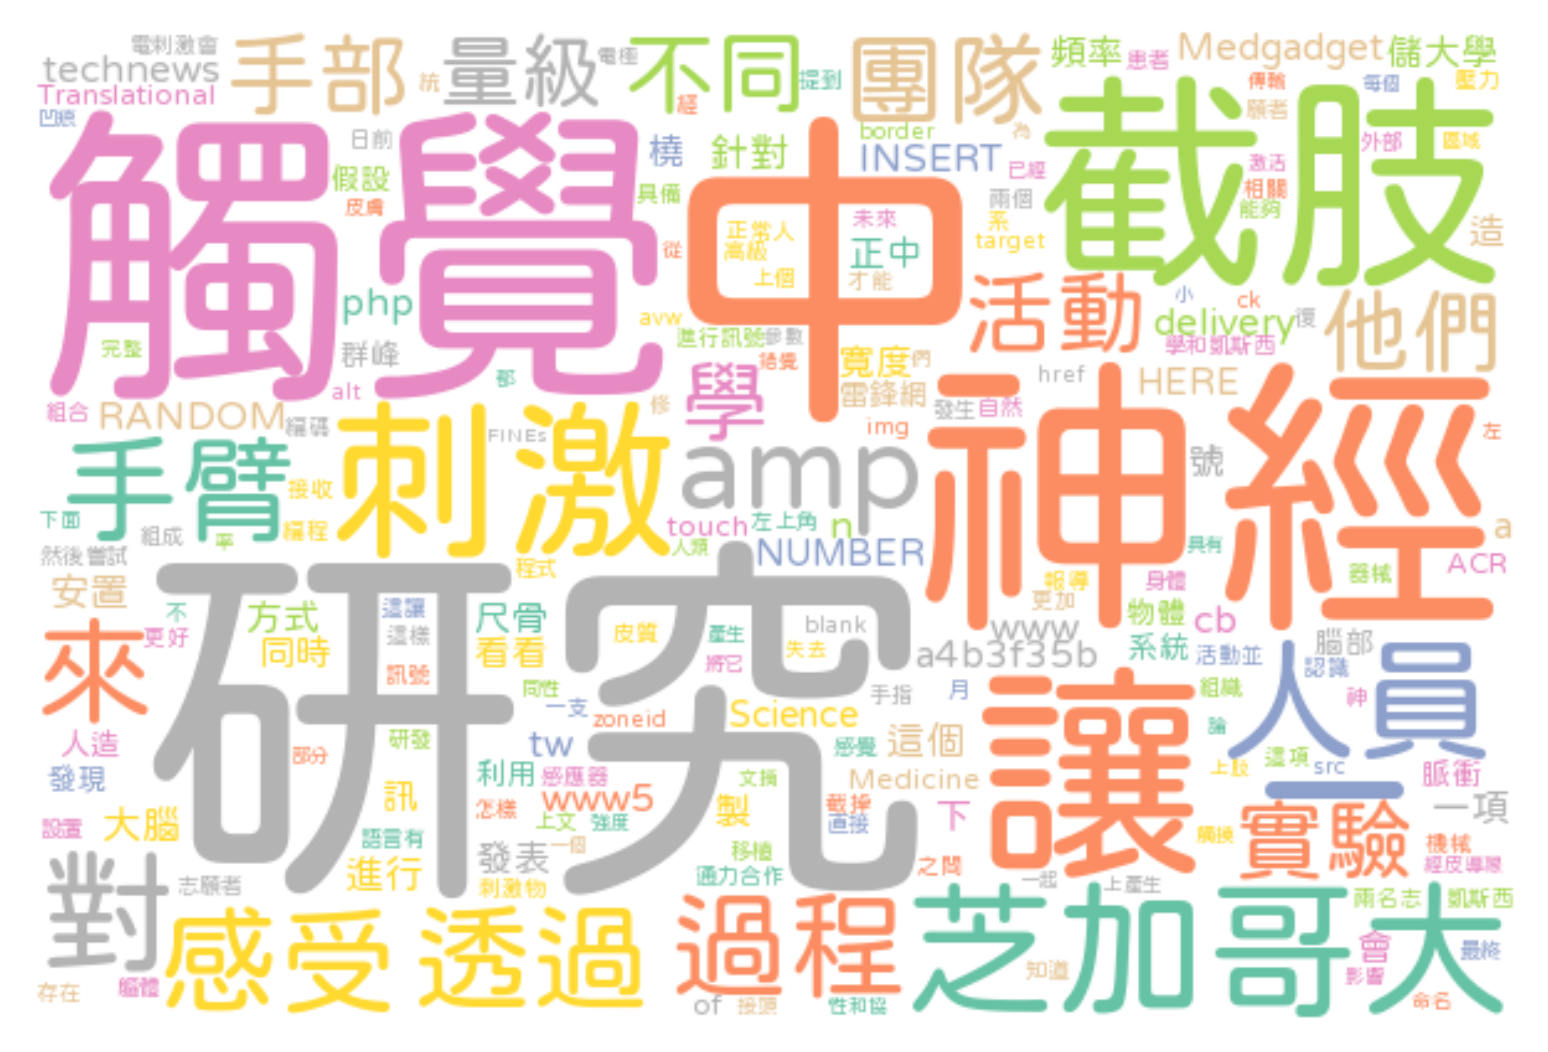 電刺激會
technews
Translational
凹痕
手部
統
量級
電極
不同
提到
經
團隊
頻率
患者
Medgadget
儲大學
傳輸
每個
壓力
願者
觸覺
日前
假設
皮膚
橈
針對
具備
從
border
INSERT
為
已經
兩個
系
target
截肢
外部
區域
激活
相關
能夠
造
中
正常人
高級
上個
未來
正中
才能
活動
小
ck
delivery
復
學和凱斯西
他們
完整
php
群峰
avw
進行訊號
參數
寬度
們
雷鋒網
href
HERE
組合
RANDOM
編碼
alt
修
學
發生
自然
img
FINEs
手臂
接收
編程
刺激
amp
神經
號
左
下面
組成
率
然後
嘗試
touch
左上角
n
人類
NUMBER
具有
a
ACR
器械
安置
研究
程式
報導
更加
身體
物體
cb
不
更好
方式
同時
這讓
這樣
訊號
尺骨
看看
皮質
產生
將它
blank
失去
www
a4b3f35b
系統
活動並
腦部
認識
來
同性
一支
zoneid
Science
手指
月
讓
組織
神
人員
人造
發現
部分
研發
tw
感覺
這個
論
這項
上肢
src
脈衝
利用
感應器
文摘
Medicine
訊
怎樣
www5
上文
強度
製
直接
下
一項
設置
大腦
語言有
一個
移植
實驗
機械
對
志願者
進行
發表
刺激物
通力合作
之間
一起
上產生
經皮導線
感受
透過
過程
芝加哥大
兩名志
凱斯西
會
影響
最終
存在
軀體
of
接頭
性和協
知道
命名